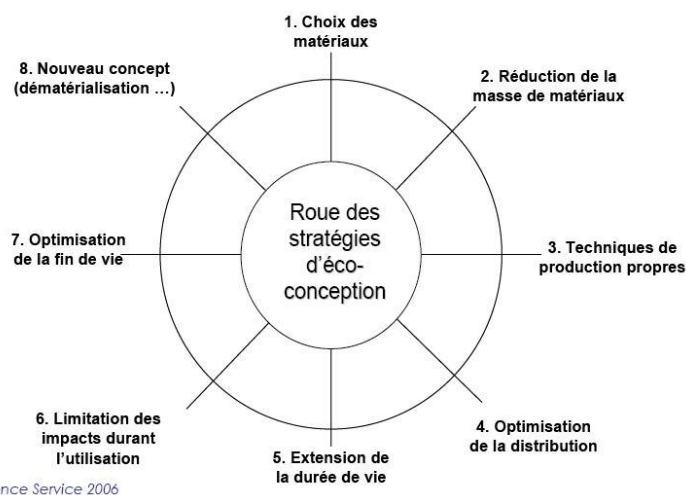 1. Choix des
matériaux
8. Nouveau concept
(dématérialisation …)
2. Réduction de la
masse de matériaux
Roue des
stratégies
d'éco-
conception
7. Optimisation
de la fin de vie
3. Techniques de
production propres
6. Limitation des
impacts durant
l'utilisation
4. Optimisation
de la distribution
5. Extension de
la durée de vie
Service 2006